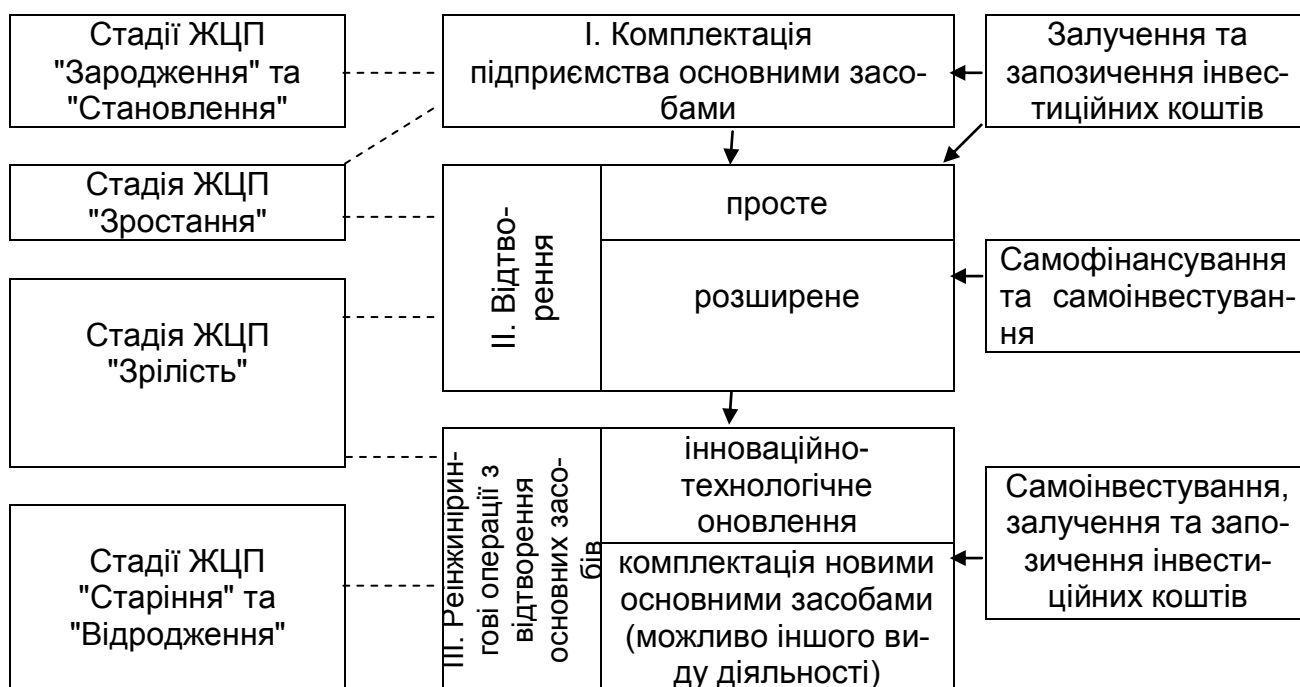 Стадії ЖЦП
"Зародження" та
"Становлення"
І. Комплектація
підприємства основними засо-
бами
Залучення та
запозичення інвес-
тиційних коштів
Стадія ЖЦП
"Зростання"
ІІ. Відтво-
рення
просте
розширене
Самофінансування
та самоінвестуван-
ня
Стадія ЖЦП
"Зрілість"
ІІІ. Реінжинірин-
гові операції з
відтворення
основних засо-
бів
інноваційно-
технологічне
оновлення
комплектація новими
основними засобами
(можливо іншого ви-
ду діяльності)
Самоінвестування,
залучення та запо-
зичення інвести-
ційних коштів
Стадії ЖЦП
"Старіння" та
"Відродження"